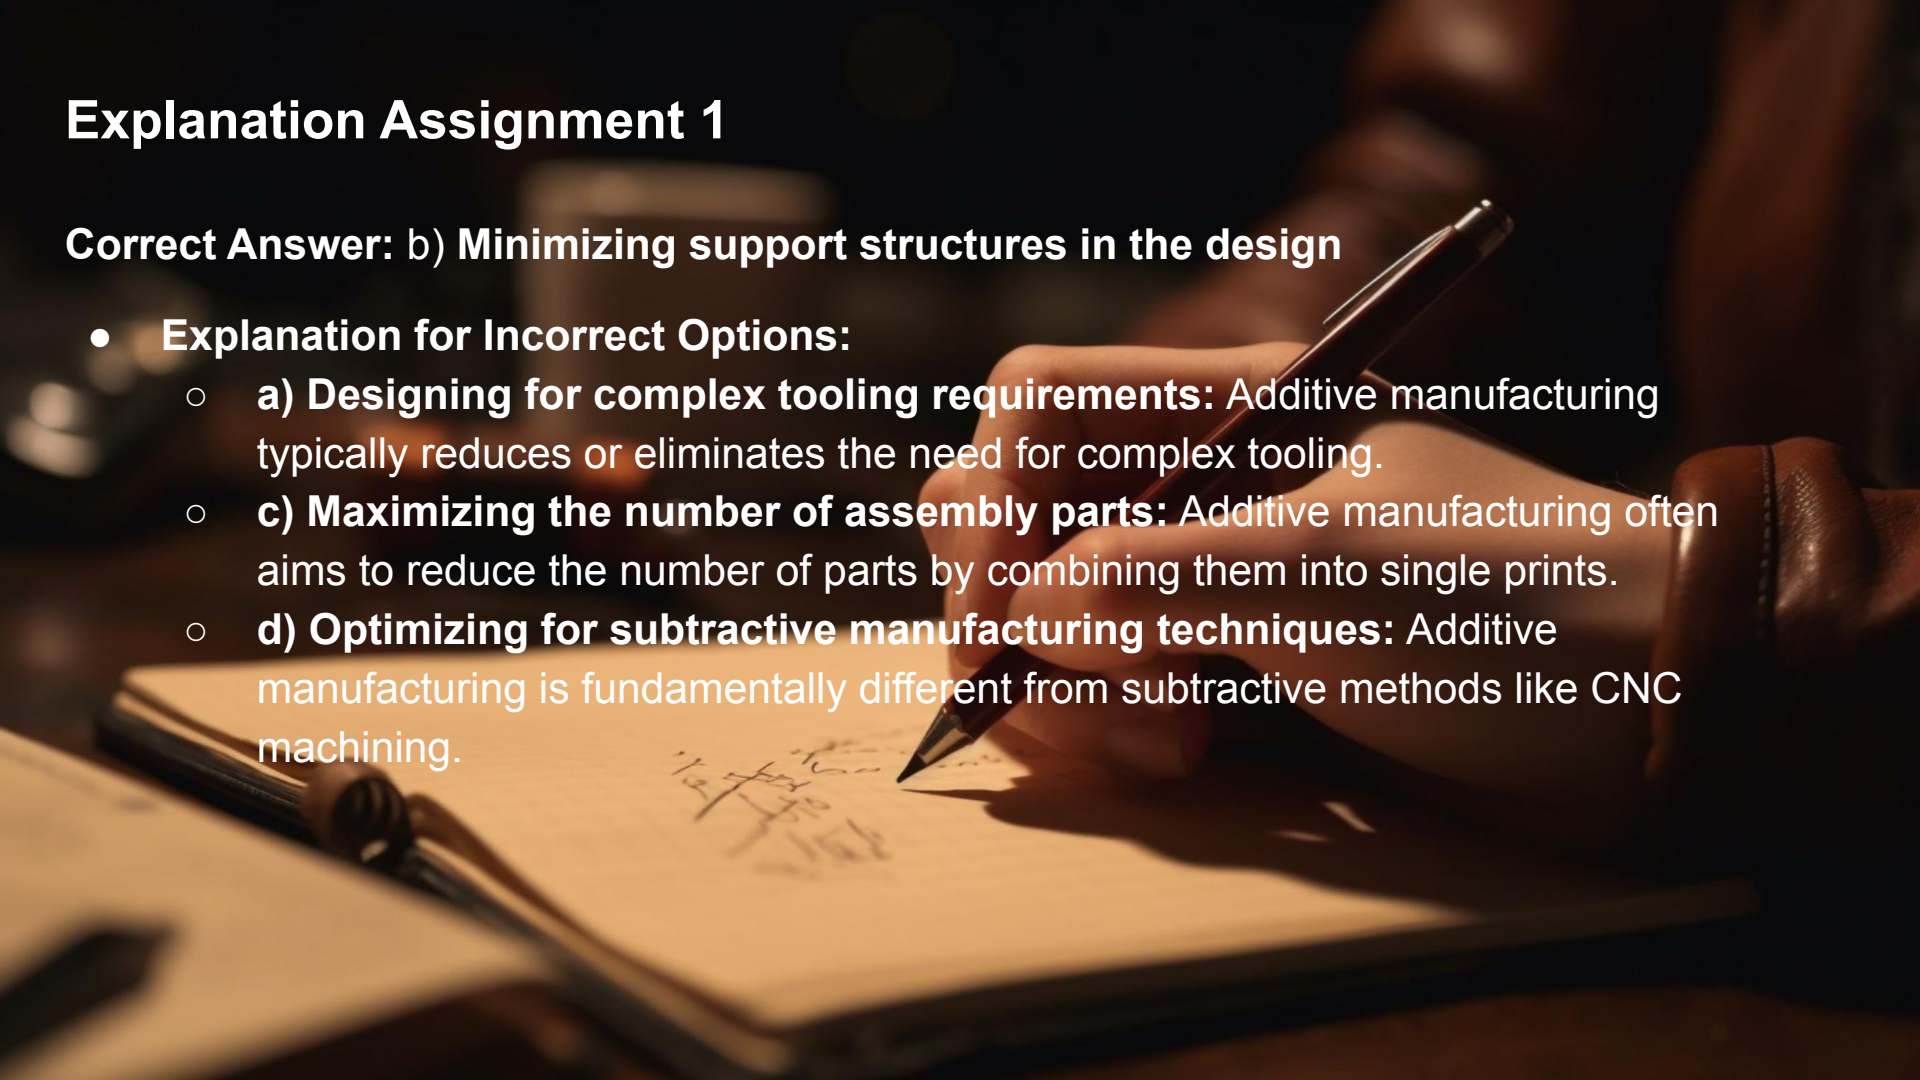 Explanation Assignment 1
Correct Answer: b) Minimizing support structures in the design
● Explanation for Incorrect Options:
○ a) Designing for complex tooling requirements: Additive manufacturing
typically reduces or eliminates the need for complex tooling.
○ c) Maximizing the number of assembly parts: Additive manufacturing often
aims to reduce the number of parts by combining them into single prints.
○ d) Optimizing for subtractive manufacturing techniques: Additive
manufacturing is fundamentally different from subtractive methods like CNC
machining.